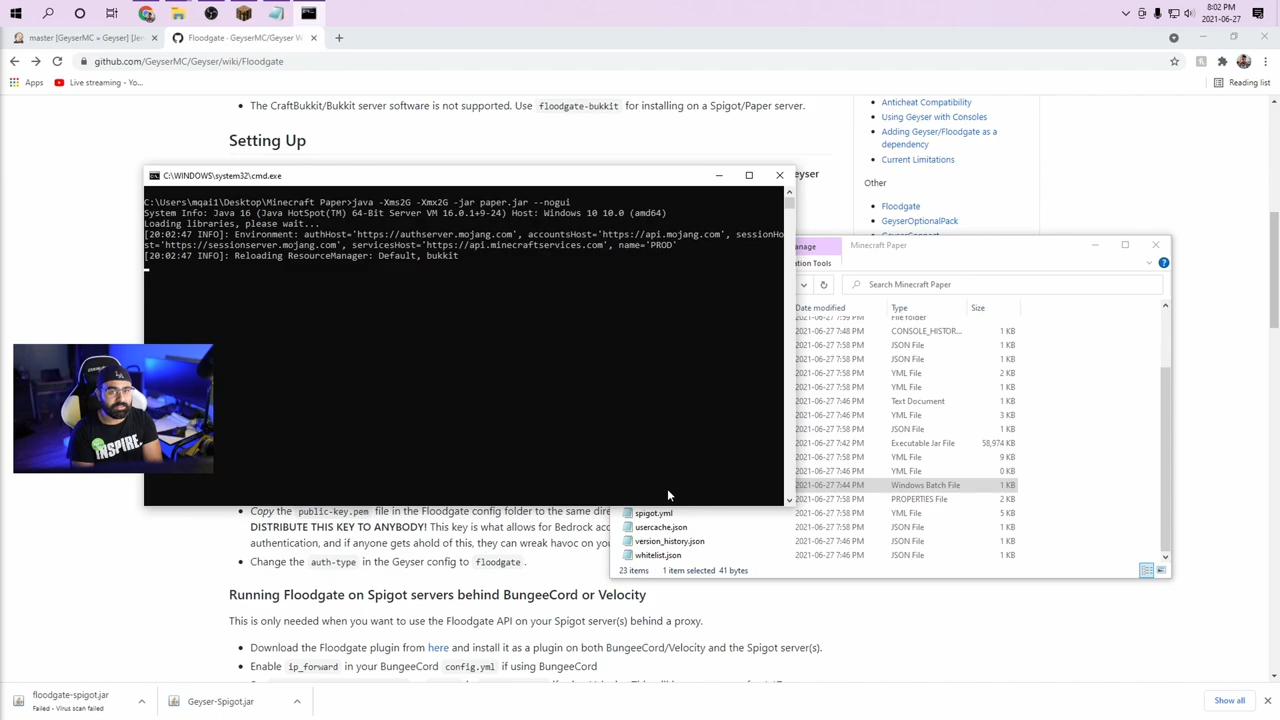 8:02 PM
2021-06-27
master [GeyserMC » Geyser] [Jen
Floodgate - GeyserMC/Geyser W
github.com/GeyserMC/Geyser/wiki/Floodgate
Apps
Live streaming - Yo...
Reading list
The CraftBukkit/Bukkit server software is not supported. Use floodgate-bukkit for installing on a Spigot/Paper server.
Setting Up
Anticheat Compatibility
Using Geyser with Consoles
Adding Geyser/Floodgate as a
dependency
Current Limitations
Other
Floodgate
GeyserOptionalPack
GeyserConnect
eyser
C:\WINDOWS\system32\cmd.exe
C:\Users\mqai1\Desktop\Minecraft Paper>java -Xms2G -Xmx2G -jar paper.jar --nogui
System Info: Java 16 (Java HotSpot(TM) 64-Bit Server VM 16.0.1+9-24) Host: Windows 10 10.0 (amd64)
Loading libraries, please wait...
[20:02:47 INFO]: Environment: authHost='https://authserver.mojang.com', accountsHost='https://api.mojang.com', sessionHo
st='https://sessionserver.mojang.com', servicesHost='https://api.minecraftservices.com', name='PROD'
[20:02:47 INFO]: Reloading ResourceManager: Default, bukkit
INSPIRE.
anage
Minecraft Paper
ation Tools
Search Minecraft Paper
Date modified Type Size
2021-06-27 7:59 PM File folder
2021-06-27 7:48 PM CONSOLE_HISTOR... 1 KB
2021-06-27 7:58 PM JSON File 1 KB
2021-06-27 7:58 PM JSON File 1 KB
2021-06-27 7:58 PM YML File 2 KB
2021-06-27 7:58 PM YML File 1 KB
2021-06-27 7:46 PM Text Document 1 KB
2021-06-27 7:46 PM YML File 3 KB
2021-06-27 7:58 PM JSON File 1 KB
2021-06-27 7:42 PM Executable Jar File 58,974 KB
2021-06-27 7:58 PM YML File 9 KB
2021-06-27 7:46 PM YML File 0 KB
2021-06-27 7:44 PM Windows Batch File 1 KB
2021-06-27 7:58 PM PROPERTIES File 2 KB
spigot.yml 2021-06-27 7:58 PM YML File 5 KB
usercache.json 2021-06-27 7:58 PM JSON File 1 KB
version_history.json 2021-06-27 7:46 PM JSON File 1 KB
whitelist.json 2021-06-27 7:46 PM JSON File 1 KB
23 items 1 item selected 41 bytes
Copy the public-key.pem file in the Floodgate config folder to the same dire
DISTRIBUTE THIS KEY TO ANYBODY! This key is what allows for Bedrock ac
authentication, and if anyone gets ahold of this, they can wreak havoc on yo
Change the auth-type in the Geyser config to floodgate .
Running Floodgate on Spigot servers behind BungeeCord or Velocity
This is only needed when you want to use the Floodgate API on your Spigot server(s) behind a proxy.
Download the Floodgate plugin from here and install it as a plugin on both BungeeCord/Velocity and the Spigot server(s).
Enable ip_forward in your BungeeCord config.yml if using BungeeCord
floodgate-spigot.jar
Failed - Virus scan failed
Geyser-Spigot.jar
Show all